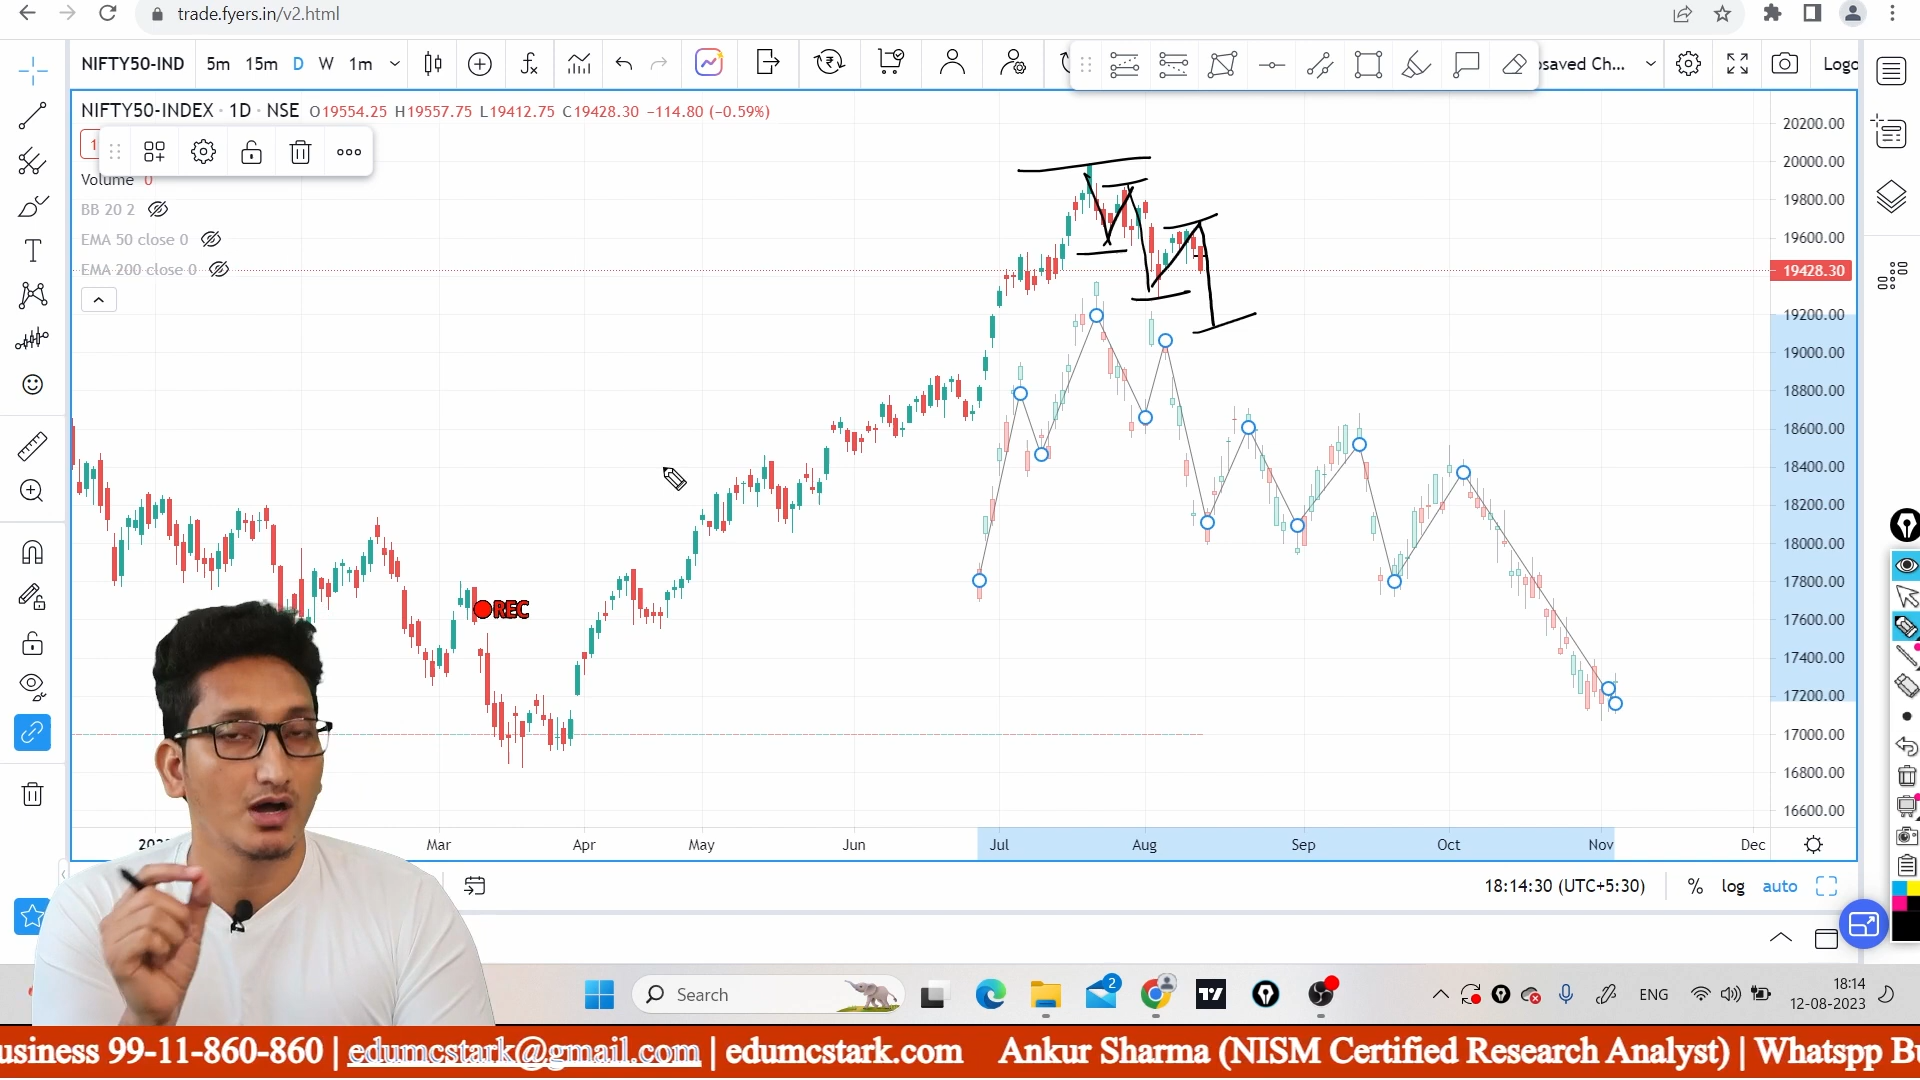 trade.fyers.in/v2.html
NIFTY50-IND 5m 15m D W 1m
osaved Ch...
Logo
NIFTY50-INDEX · 1D · NSE O19554.25 H19557.75 L19412.75 C19428.30 −114.80 (−0.59%)
1
Volume 0
BB 20 2
EMA 50 close 0
EMA 200 close 0
20200.00
20000.00
19800.00
19600.00
19428.30
19200.00
19000.00
18800.00
18600.00
18400.00
18200.00
18000.00
17800.00
17600.00
17400.00
17200.00
17000.00
16800.00
16600.00
REC
Mar Apr May Jun Jul Aug Sep Oct Nov Dec
18:14:30 (UTC+5:30) % log auto
Search
2
ENG
18:14
12-08-2023
usiness 99-11-860-860 | edumcstark@gmail.com | edumcstark.com Ankur Sharma (NISM Certified Research Analyst) | Whatspp Bu